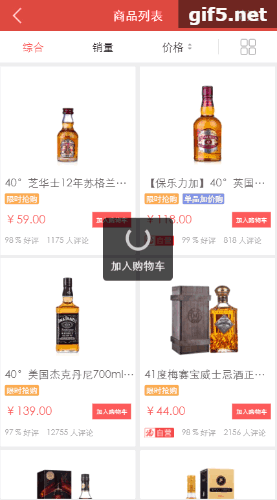 商品列表
gif5.net
综合
销量
价格
40°芝华士12年苏格兰…
限时抢购
￥59.00
加入购物车
98%好评 1175人评论
【保乐力加】40°英国…
限时抢购 单品加价购
￥118.00
加入购物车
自营 99%好评 818人评论
加入购物车
40°美国杰克丹尼700ml…
限时抢购
￥139.00
加入购物车
97%好评 12755人评论
41度梅赛宝威士忌酒正…
限时抢购
￥44.00
加入购物车
自营 98%好评 2156人评论